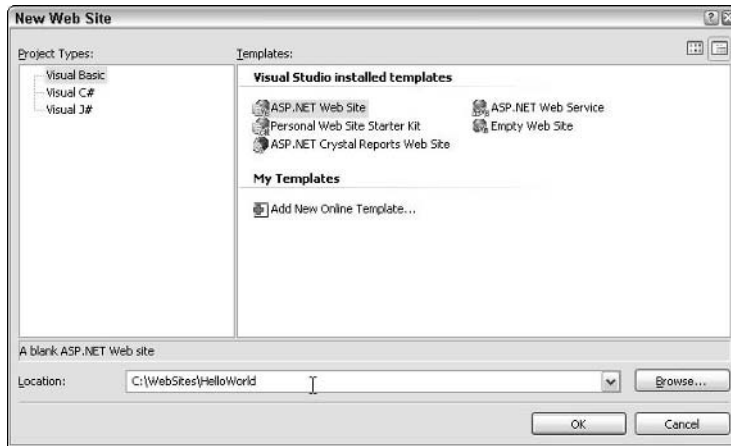 New Web Site
Project Types:
Templates:
Visual Basic
Visual C#
Visual J#
Visual Studio installed templates
ASP.NET Web Site
ASP.NET Web Service
Personal Web Site Starter Kit
Empty Web Site
ASP.NET Crystal Reports Web Site
My Templates
Add New Online Template...
A blank ASP.NET Web site
Location:
C:\WebSites\HelloWorld
Browse...
OK
Cancel